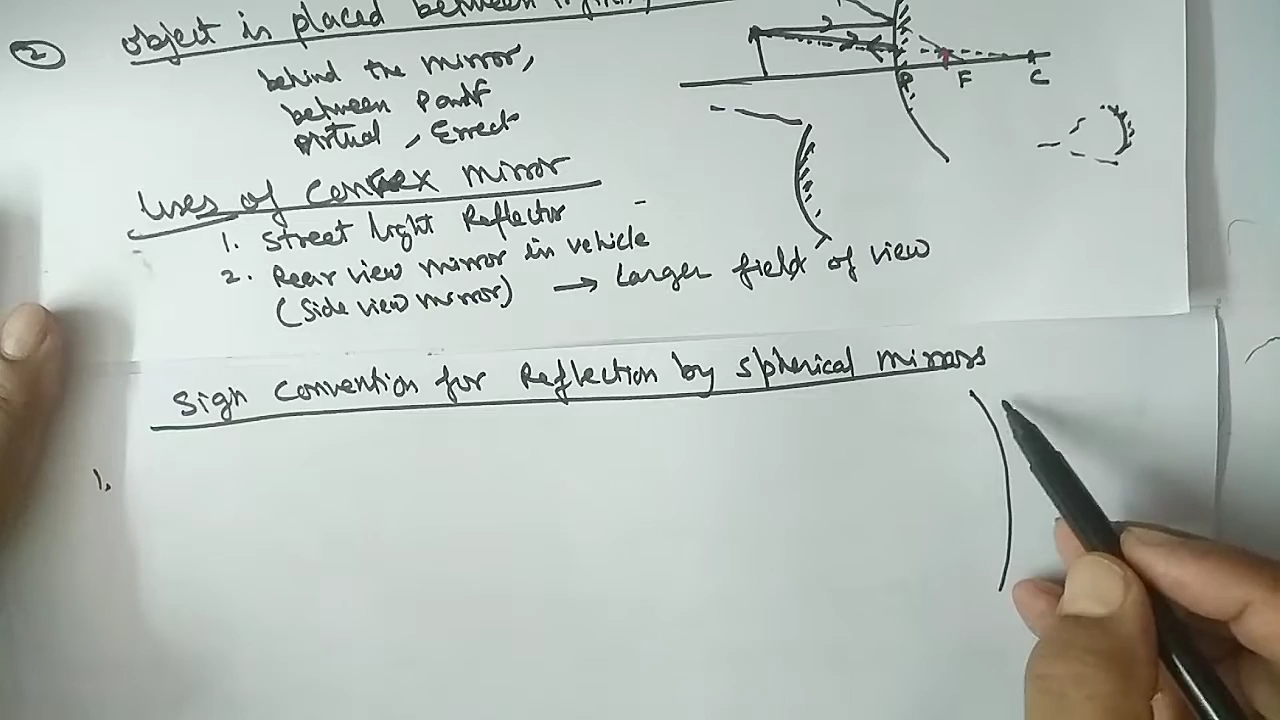 2 object is placed between
behind the mirror,
between P and F
virtual, Errect
P F C
Uses of Convex mirror
1. Street light Reflector
2. Rear view mirror in vehicle
(Side view mirror) → Larger field of view
Sign Convention for Reflection by Spherical mirrors
1.